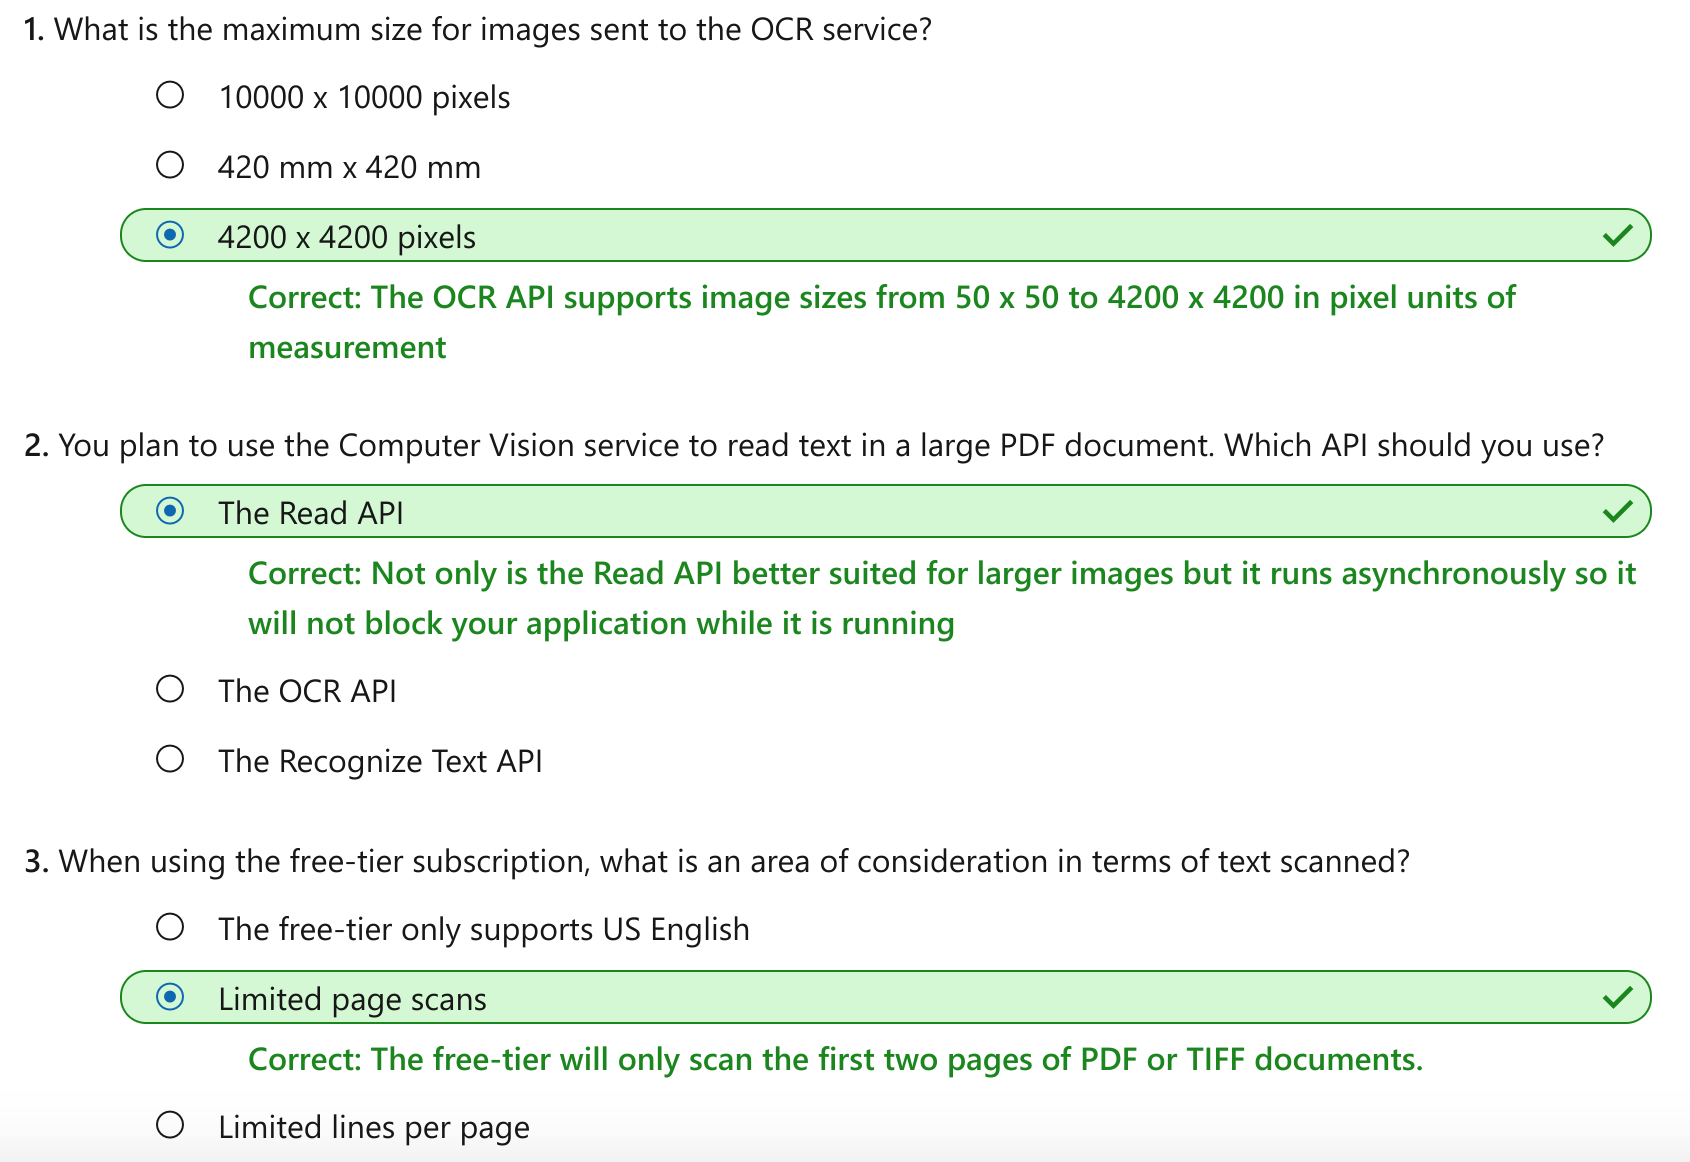 1. What is the maximum size for images sent to the OCR service?
10000 x 10000 pixels
420 mm x 420 mm
4200 x 4200 pixels
Correct: The OCR API supports image sizes from 50 x 50 to 4200 x 4200 in pixel units of
measurement
2. You plan to use the Computer Vision service to read text in a large PDF document. Which API should you use?
The Read API
Correct: Not only is the Read API better suited for larger images but it runs asynchronously so it
will not block your application while it is running
The OCR API
The Recognize Text API
3. When using the free-tier subscription, what is an area of consideration in terms of text scanned?
The free-tier only supports US English
Limited page scans
Correct: The free-tier will only scan the first two pages of PDF or TIFF documents.
Limited lines per page